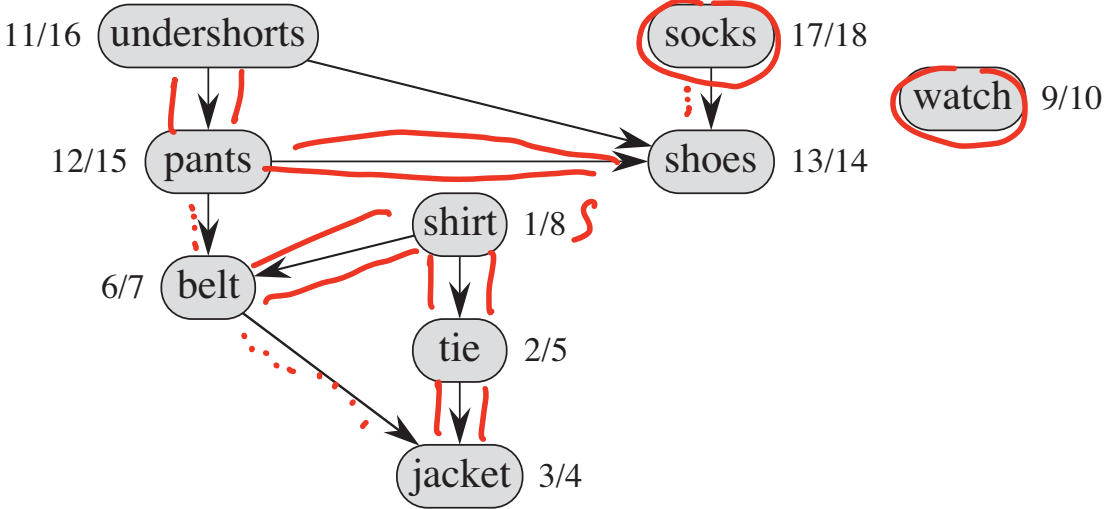 11/16 undershorts
socks 17/18
watch 9/10
12/15 pants
shoes 13/14
shirt 1/8 S
6/7 belt
tie 2/5
jacket 3/4